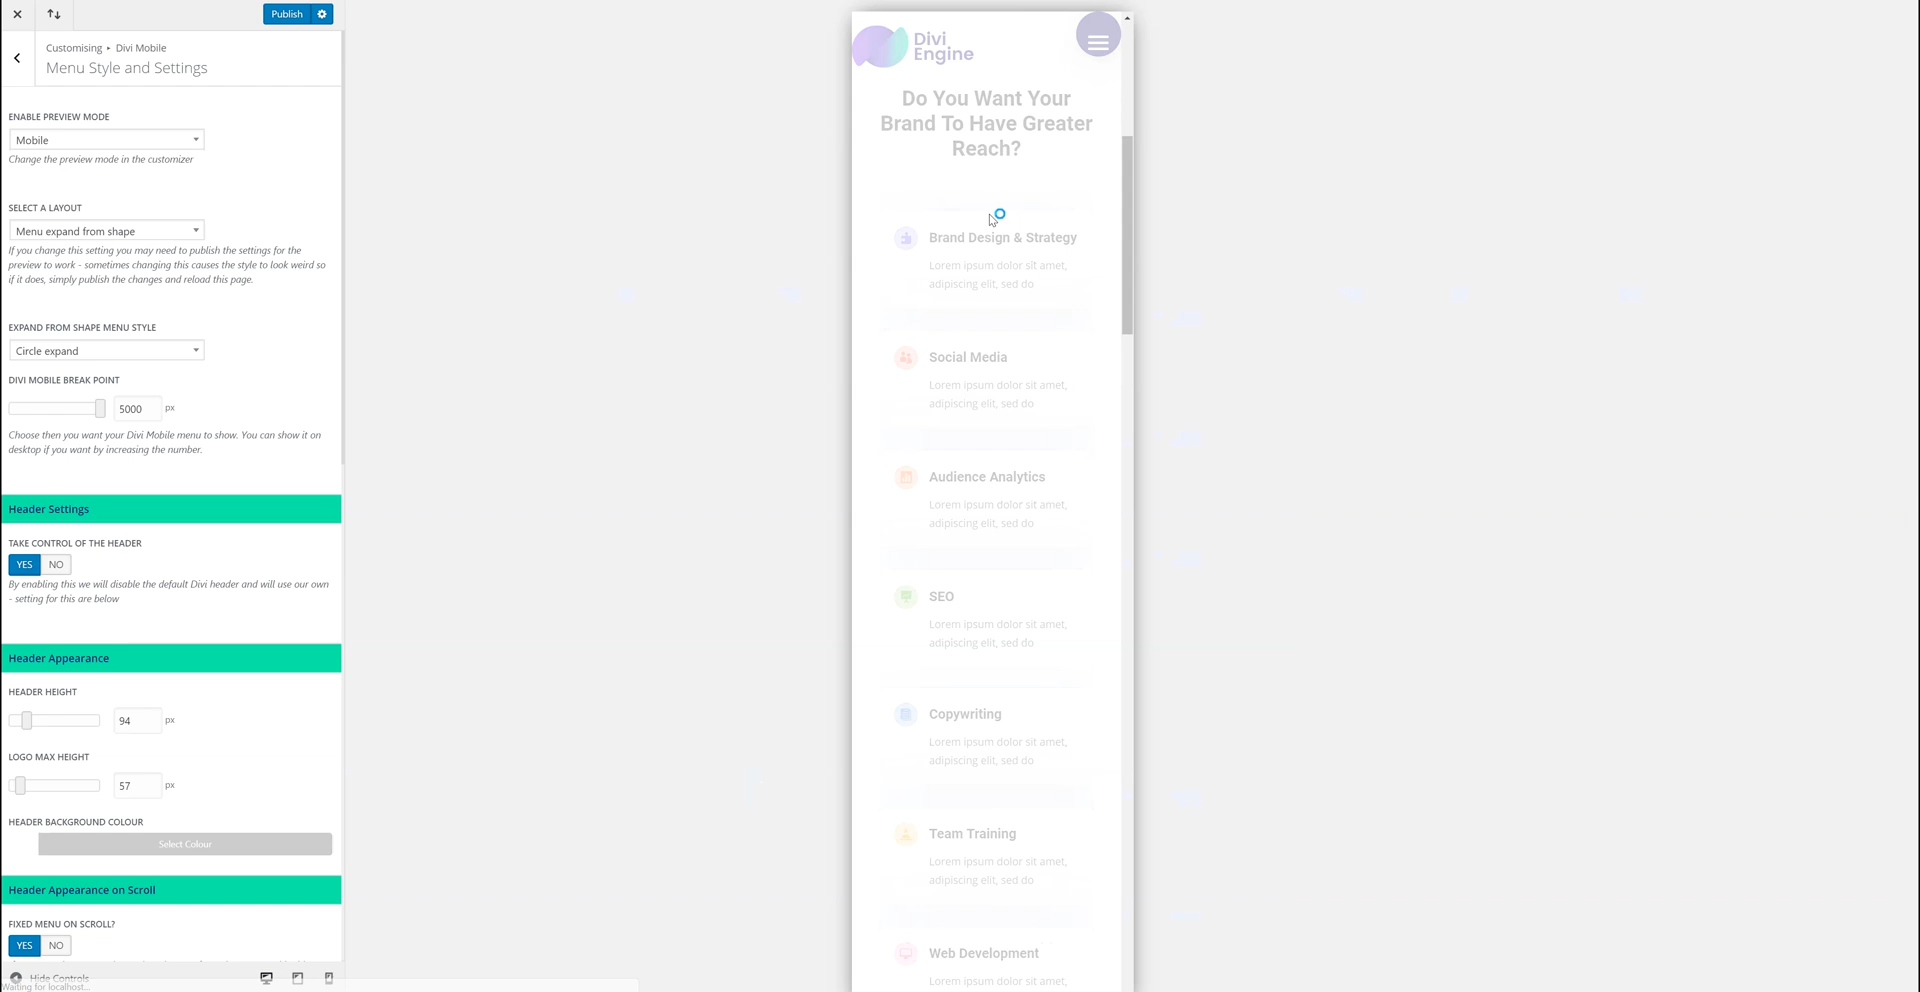 Publish
Customising ▸ Divi Mobile
Menu Style and Settings
ENABLE PREVIEW MODE
Mobile
Change the preview mode in the customizer
SELECT A LAYOUT
Menu expand from shape
If you change this setting you may need to publish the settings for the
preview to work - sometimes changing this causes the style to look weird so
if it does, simply publish the changes and reload this page.
EXPAND FROM SHAPE MENU STYLE
Circle expand
DIVI MOBILE BREAK POINT
5000 px
Choose then you want your Divi Mobile menu to show. You can show it on
desktop if you want by increasing the number.
Header Settings
TAKE CONTROL OF THE HEADER
YES NO
By enabling this we will disable the default Divi header and will use our own
- setting for this are below
Header Appearance
HEADER HEIGHT
94 px
LOGO MAX HEIGHT
57 px
HEADER BACKGROUND COLOUR
Select Colour
Header Appearance on Scroll
FIXED MENU ON SCROLL?
YES NO
Hide Controls
Waiting for localhost...
Divi
Engine
Do You Want Your
Brand To Have Greater
Reach?
Brand Design & Strategy
Lorem ipsum dolor sit amet,
adipiscing elit, sed do
Social Media
Lorem ipsum dolor sit amet,
adipiscing elit, sed do
Audience Analytics
Lorem ipsum dolor sit amet,
adipiscing elit, sed do
SEO
Lorem ipsum dolor sit amet,
adipiscing elit, sed do
Copywriting
Lorem ipsum dolor sit amet,
adipiscing elit, sed do
Team Training
Lorem ipsum dolor sit amet,
adipiscing elit, sed do
Web Development
Lorem ipsum dolor sit amet,